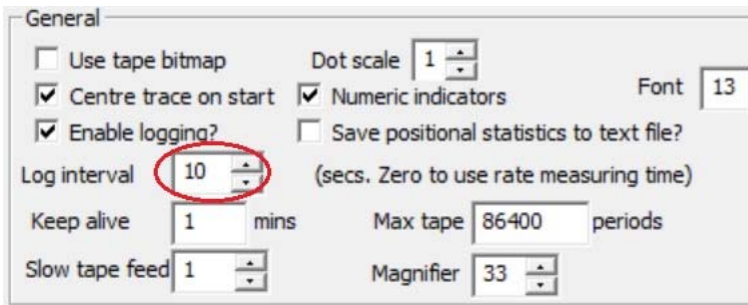 General
Use tape bitmap Dot scale 1
Centre trace on start Numeric indicators Font 13
Enable logging? Save positional statistics to text file?
Log interval 10 (secs. Zero to use rate measuring time)
Keep alive 1 mins Max tape 86400 periods
Slow tape feed 1 Magnifier 33